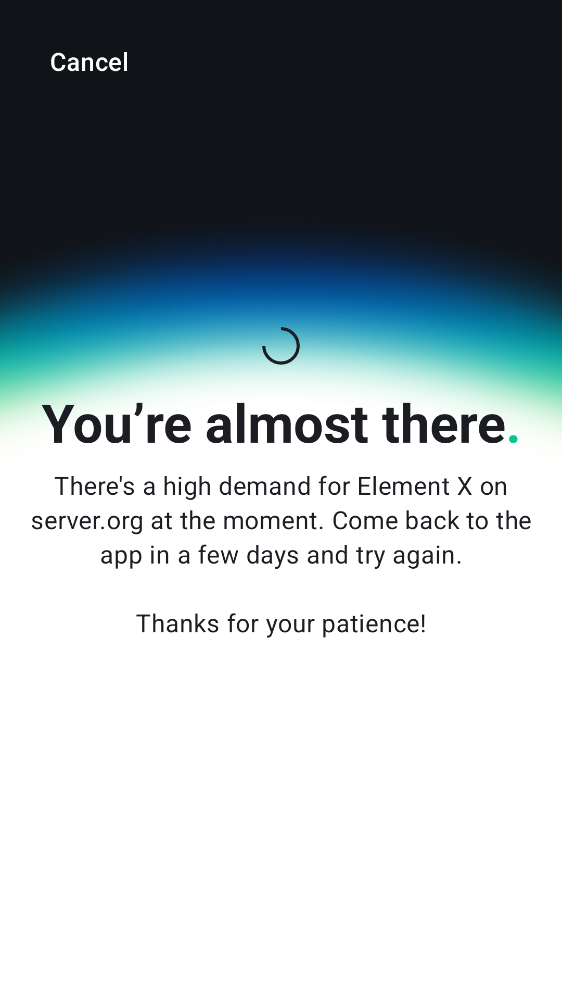 Cancel
You’re almost there.
There's a high demand for Element X on
server.org at the moment. Come back to the
app in a few days and try again.
Thanks for your patience!